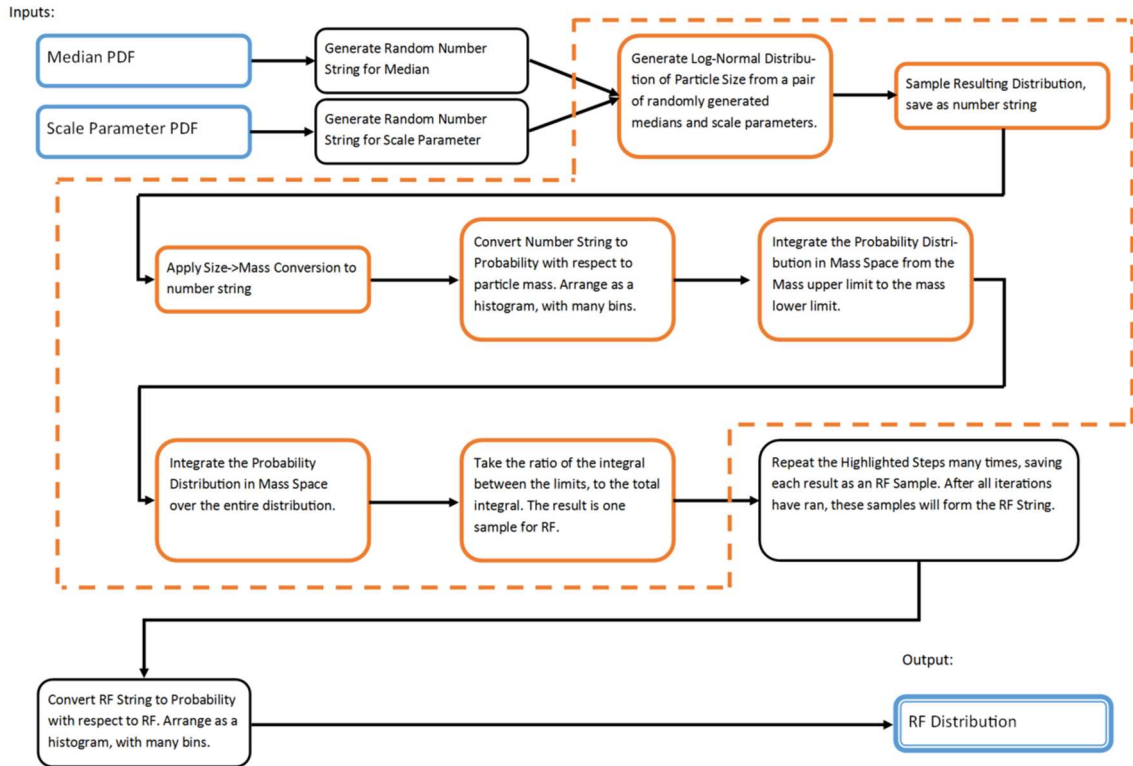 Inputs:
Median PDF
Generate Random Number
String for Median
Scale Parameter PDF
Generate Random Number
String for Scale Parameter
Generate Log-Normal Distribu-
tion of Particle Size from a pair
of randomly generated
medians and scale parameters.
Sample Resulting Distribution,
save as number string
Apply Size->Mass Conversion to
number string
Convert Number String to
Probability with respect to
particle mass. Arrange as a
histogram, with many bins.
Integrate the Probability Distri-
bution in Mass Space from the
Mass upper limit to the mass
lower limit.
Integrate the Probability
Distribution in Mass Space
over the entire distribution.
Take the ratio of the integral
between the limits, to the total
integral. The result is one
sample for RF.
Repeat the Highlighted Steps many times, saving
each result as an RF Sample. After all iterations
have ran, these samples will form the RF String.
Convert RF String to Probability
with respect to RF. Arrange as a
histogram, with many bins.
Output:
RF Distribution